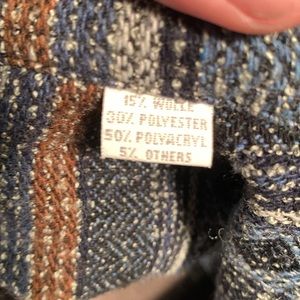 15% WOLLE
30% POLYESTER
50% POLYACRYL
5% OTHERS